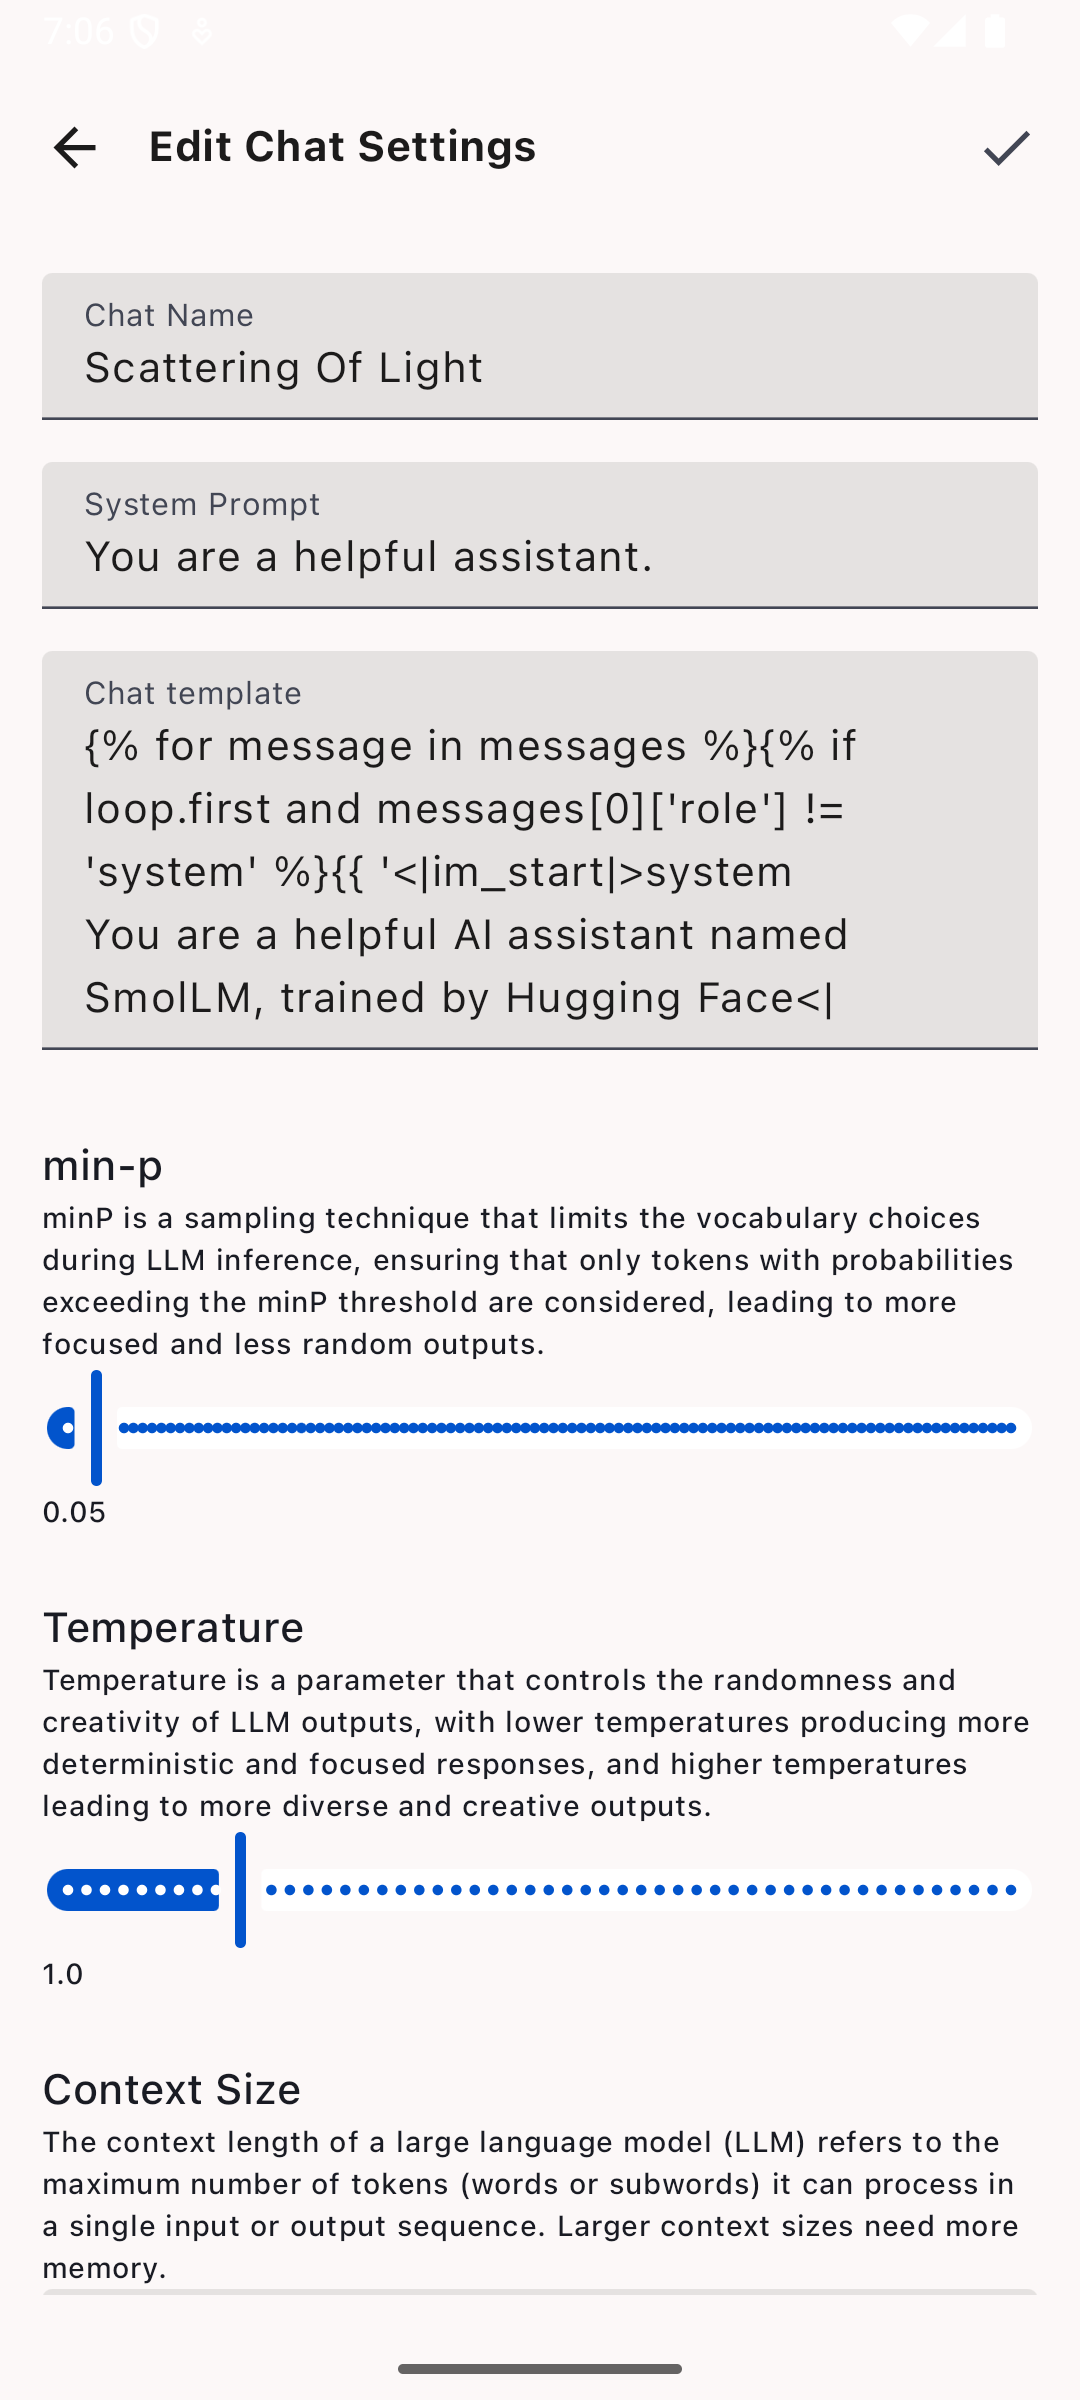 7:06
Edit Chat Settings
Chat Name
Scattering Of Light
System Prompt
You are a helpful assistant.
Chat template
{% for message in messages %}{% if
loop.first and messages[0]['role'] !=
'system' %}{{ '<|im_start|>system
You are a helpful AI assistant named
SmolLM, trained by Hugging Face<|
min-p
minP is a sampling technique that limits the vocabulary choices
during LLM inference, ensuring that only tokens with probabilities
exceeding the minP threshold are considered, leading to more
focused and less random outputs.
0.05
Temperature
Temperature is a parameter that controls the randomness and
creativity of LLM outputs, with lower temperatures producing more
deterministic and focused responses, and higher temperatures
leading to more diverse and creative outputs.
1.0
Context Size
The context length of a large language model (LLM) refers to the
maximum number of tokens (words or subwords) it can process in
a single input or output sequence. Larger context sizes need more
memory.